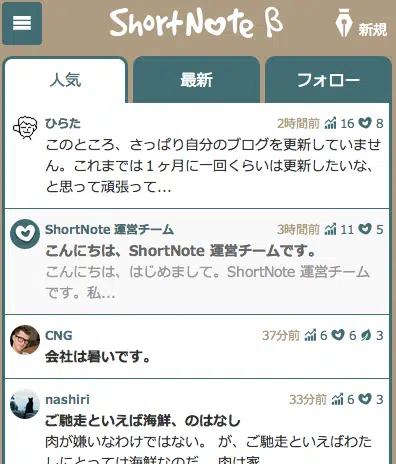 ShortNote β
新規
人気
最新
フォロー
ひらた 2時間前 16 8
このところ、さっぱり自分のブログを更新していませ
ん。これまでは1ヶ月に一回くらいは更新したいな、
と思って頑張って...
ShortNote 運営チーム 3時間前 11 5
こんにちは、ShortNote 運営チームです。
こんにちは、はじめまして。ShortNote 運営チーム
です。私...
CNG 37分前 6 6 3
会社は暑いです。
nashiri 33分前 6 3
ご馳走といえば海鮮、のはなし
肉が嫌いなわけではない。 が、ご馳走といえばわた
しにとっては海鮮なのだ。 肉は家